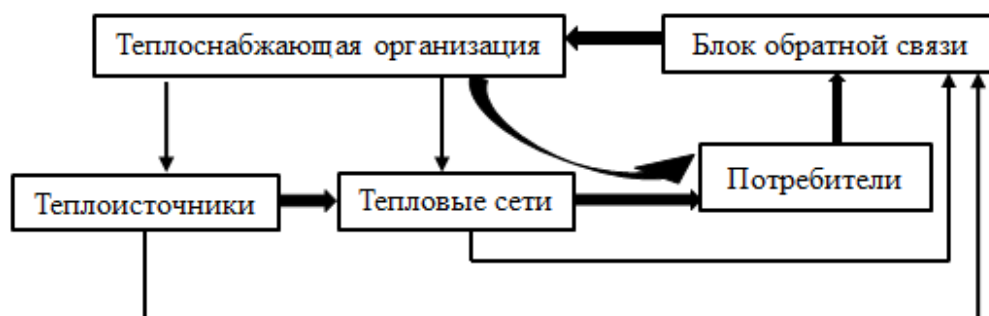 Теплоснабжающая организация
Блок обратной связи
Потребители
Теплоисточники
Тепловые сети